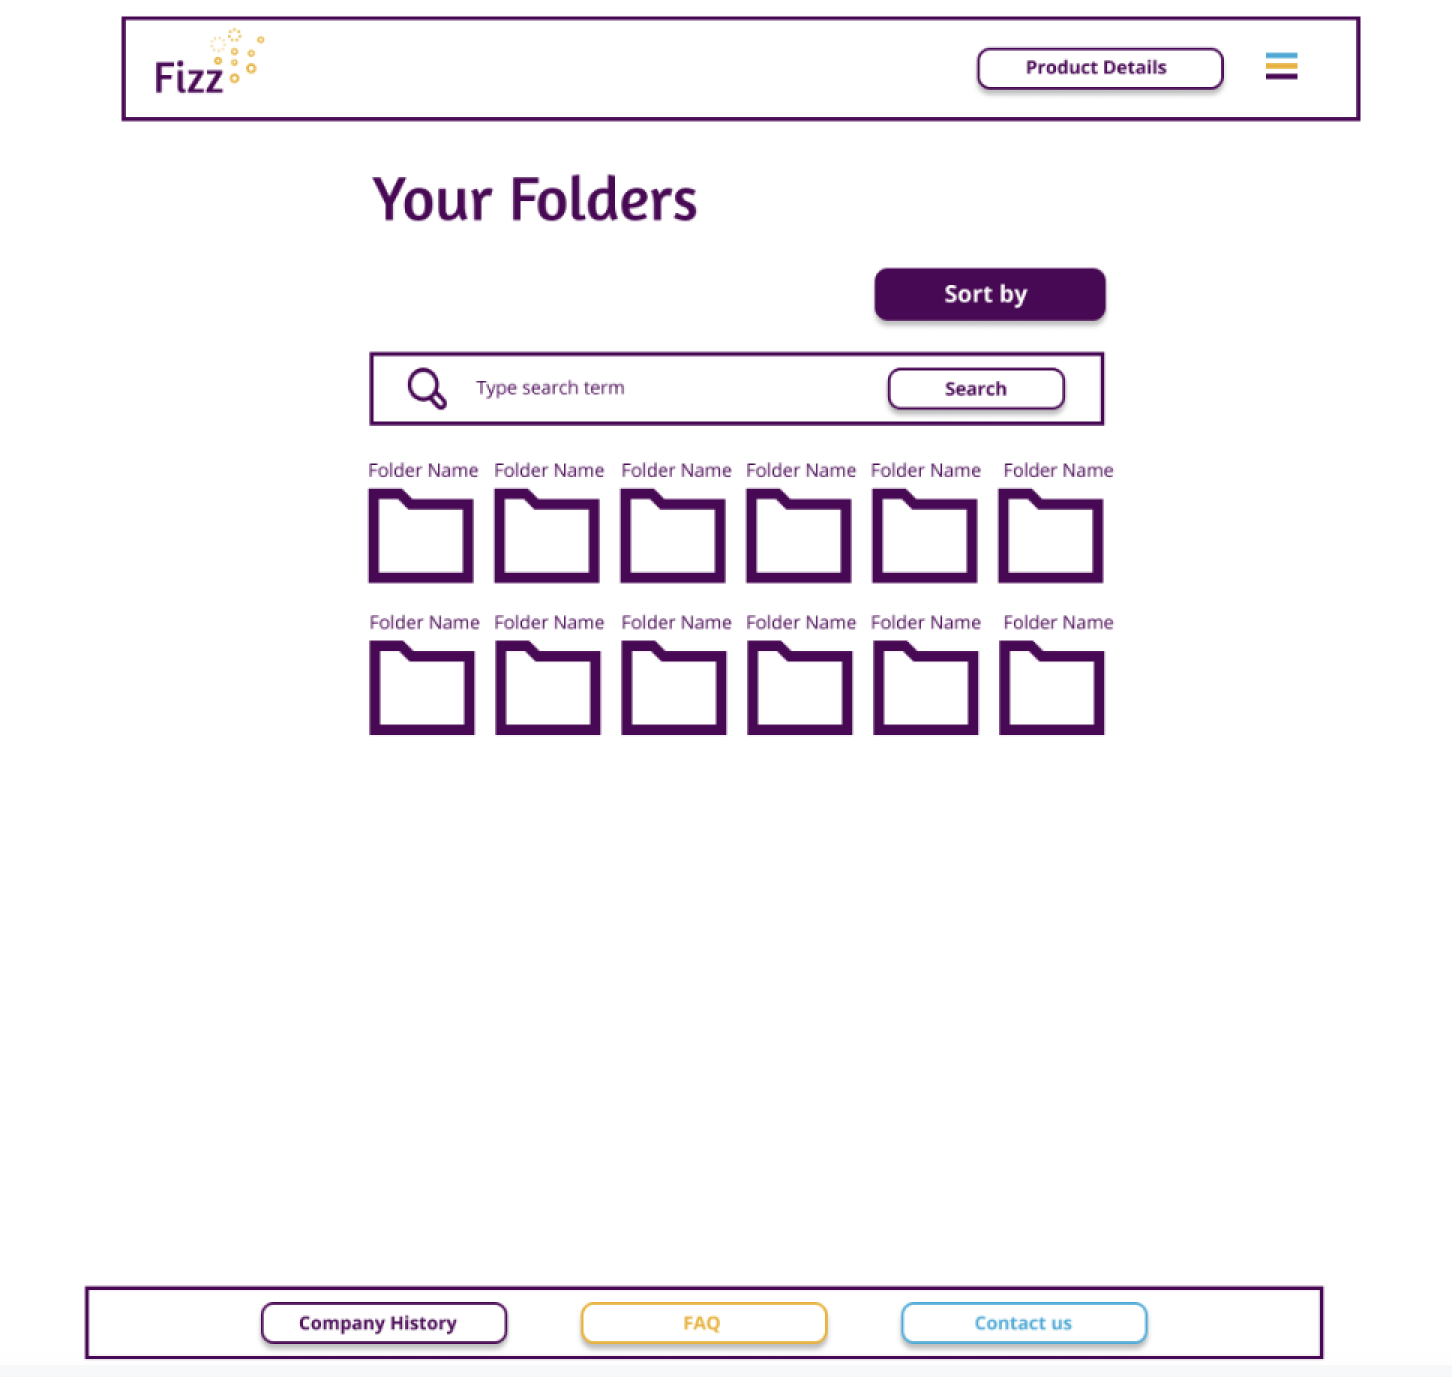 Fizz
Product Details
Your Folders
Sort by
Type search term
Search
Folder Name Folder Name Folder Name Folder Name Folder Name Folder Name
Folder Name Folder Name Folder Name Folder Name Folder Name Folder Name
Company History
FAQ
Contact us